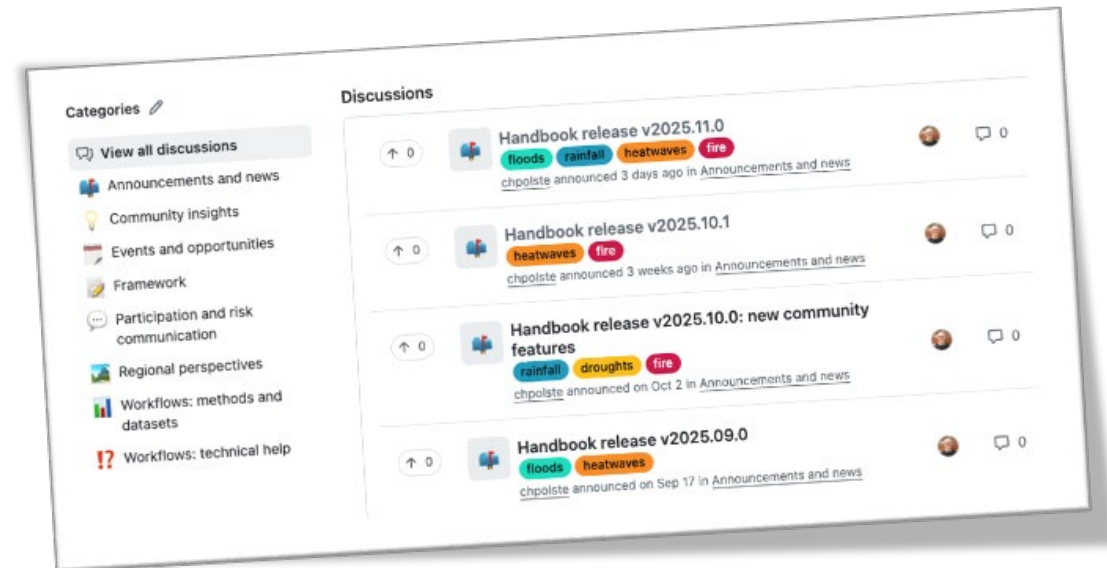 Categories
View all discussions
Announcements and news
Community insights
Events and opportunities
Framework
Participation and risk
communication
Regional perspectives
Workflows: methods and
datasets
Workflows: technical help
Discussions
↑ 0
Handbook release v2025.11.0
0
floods rainfall heatwaves fire
chpolste announced 3 days ago in Announcements and news
↑ 0
Handbook release v2025.10.1
0
heatwaves fire
chpolste announced 3 weeks ago in Announcements and news
↑ 0
Handbook release v2025.10.0: new community
features
0
rainfall droughts fire
chpolste announced on Oct 2 in Announcements and news
↑ 0
Handbook release v2025.09.0
0
floods heatwaves
chpolste announced on Sep 17 in Announcements and news